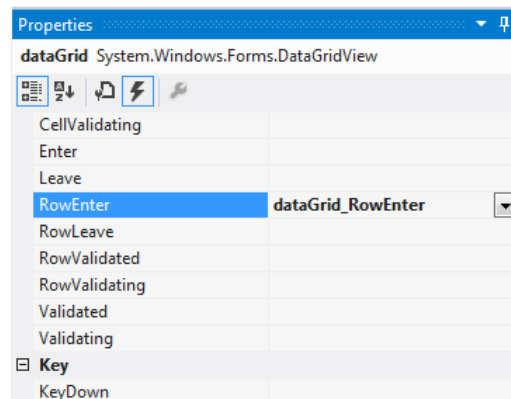 Properties
dataGrid System.Windows.Forms.DataGridView
CellValidating
Enter
Leave
RowEnter dataGrid_RowEnter
RowLeave
RowValidated
RowValidating
Validated
Validating
Key
KeyDown